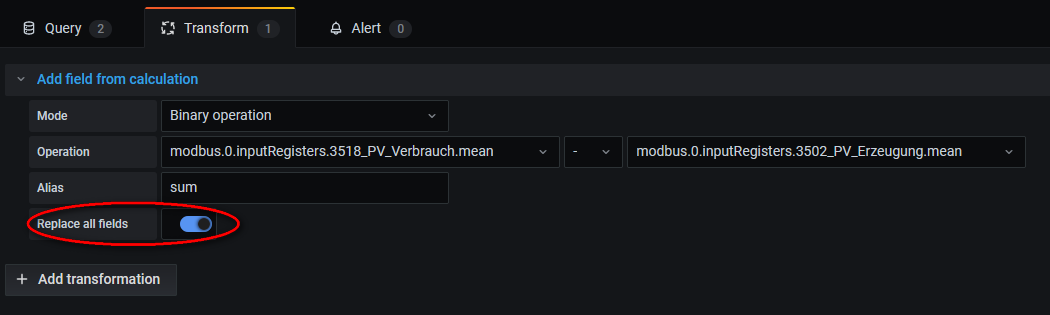 Query 2 Transform 1 Alert 0
Add field from calculation
Mode Binary operation
Operation modbus.0.inputRegisters.3518_PV_Verbrauch.mean - modbus.0.inputRegisters.3502_PV_Erzeugung.mean
Alias sum
Replace all fields
+ Add transformation